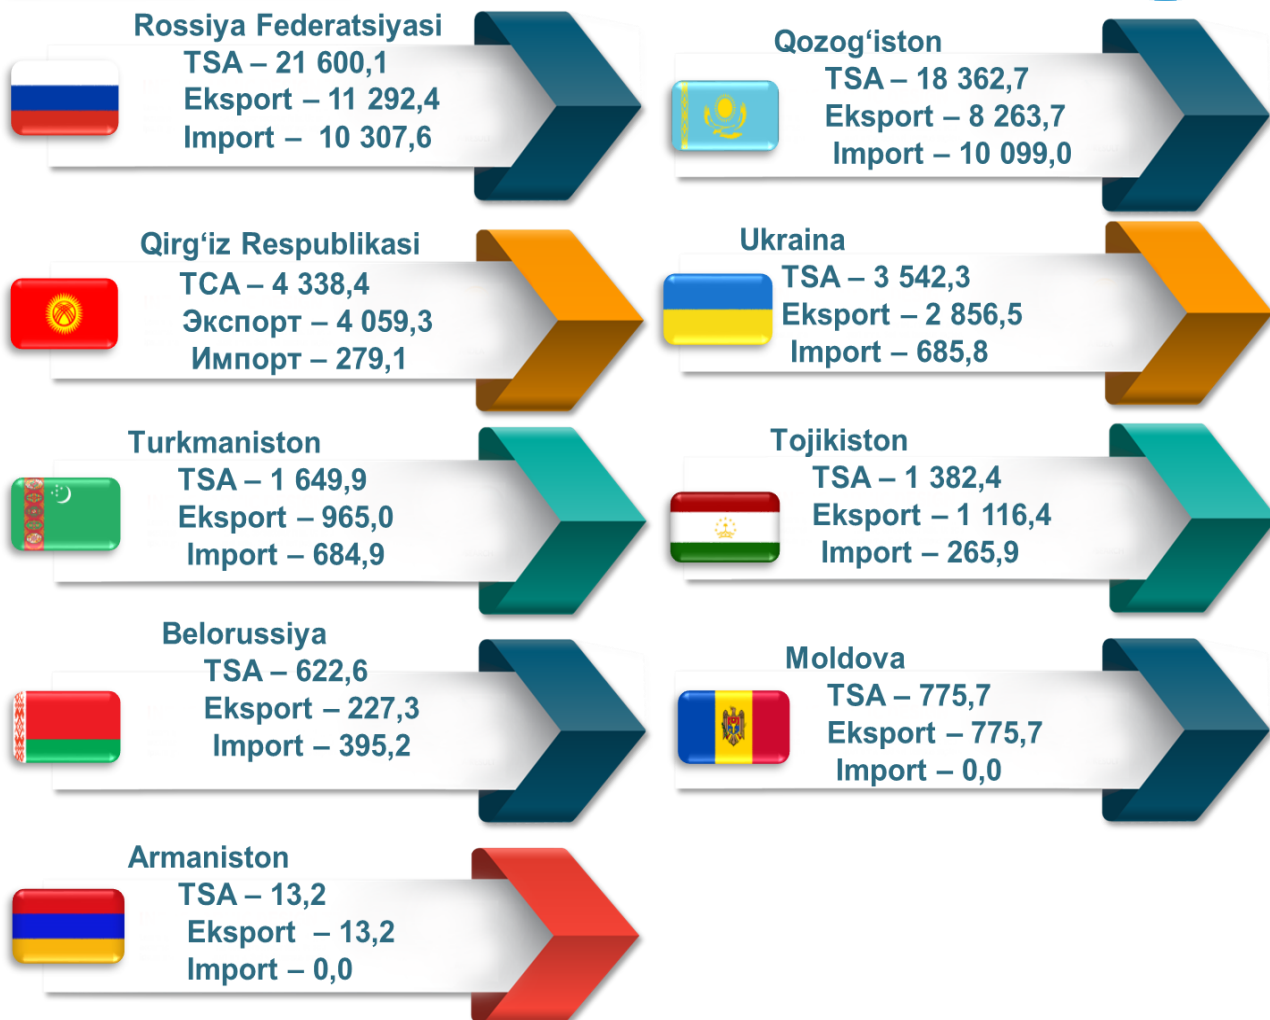 Rossiya Federatsiyasi
TSA – 21 600,1
Eksport – 11 292,4
Import –  10 307,6
Qozog‘iston
TSA – 18 362,7
Eksport – 8 263,7
Import – 10 099,0
Qirg‘iz Respublikasi
TCA – 4 338,4
Экспорт – 4 059,3
Импорт – 279,1
Ukraina
TSA – 3 542,3
Eksport – 2 856,5
Import – 685,8
Turkmaniston
TSA – 1 649,9
Eksport – 965,0
Import – 684,9
Tojikiston
TSA – 1 382,4
Eksport – 1 116,4
Import – 265,9
Belorussiya
TSA – 622,6
Eksport – 227,3
Import – 395,2
Moldova
TSA – 775,7
Eksport – 775,7
Import – 0,0
Armaniston
TSA – 13,2
Eksport  – 13,2
Import – 0,0